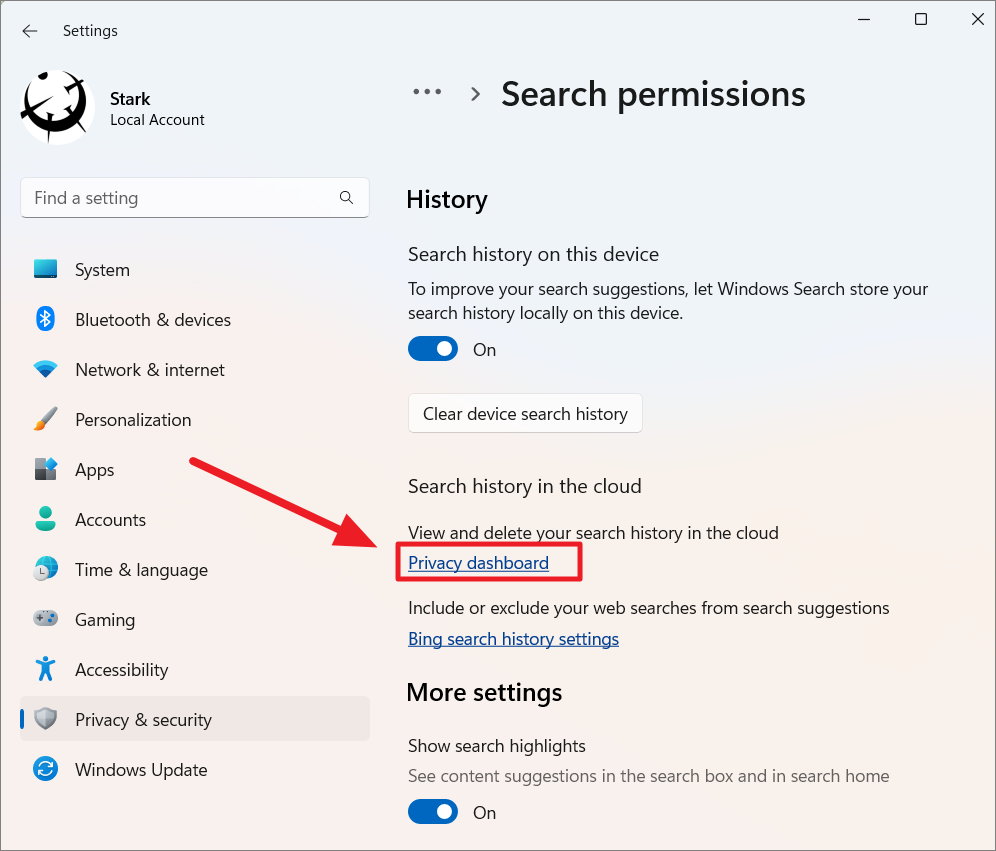 Settings
Stark
Local Account
Find a setting
System
Bluetooth & devices
Network & internet
Personalization
Apps
Accounts
Time & language
Gaming
Accessibility
Privacy & security
Windows Update
Search permissions
History
Search history on this device
To improve your search suggestions, let Windows Search store your
search history locally on this device.
On
Clear device search history
Search history in the cloud
View and delete your search history in the cloud
Privacy dashboard
Include or exclude your web searches from search suggestions
Bing search history settings
More settings
Show search highlights
See content suggestions in the search box and in search home
On